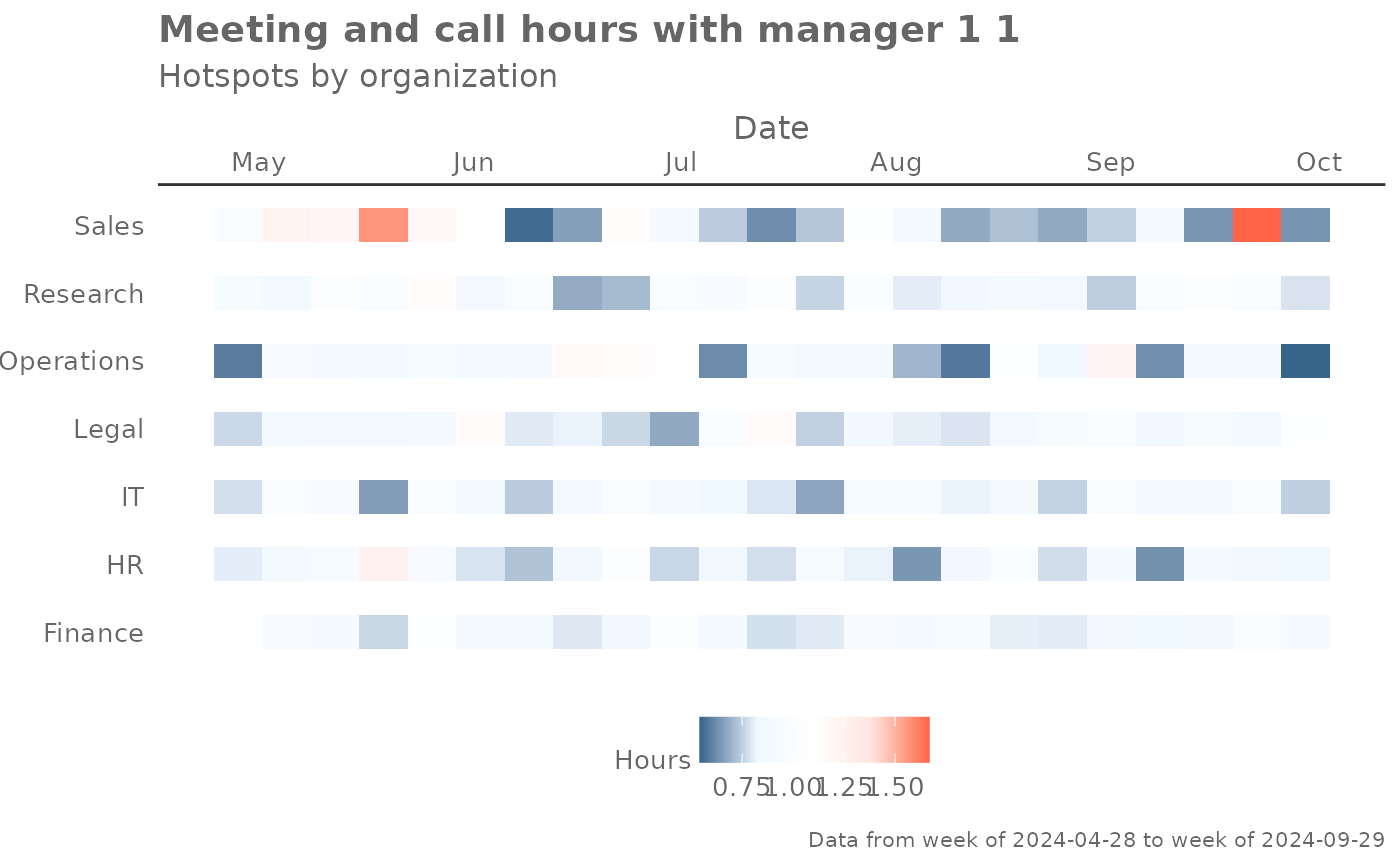 Meeting and call hours with manager 1 1
Hotspots by organization
Date
May Jun Jul Aug Sep Oct
Sales
Research
Operations
Legal
IT
HR
Finance
Hours
0.75 1.00 1.25 1.50
Data from week of 2024-04-28 to week of 2024-09-29